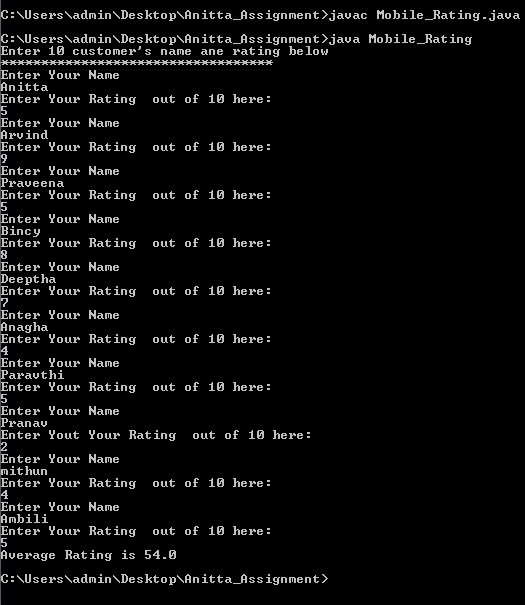 C:\Users\admin\Desktop\Anitta_Assignment>javac Mobile_Rating.java
C:\Users\admin\Desktop\Anitta_Assignment>java Mobile_Rating
Enter 10 customer's name ane rating below
**********************************
Enter Your Name
Anitta
Enter Your Rating  out of 10 here:
5
Enter Your Name
Arvind
Enter Your Rating  out of 10 here:
9
Enter Your Name
Praveena
Enter Your Rating  out of 10 here:
5
Enter Your Name
Bincy
Enter Your Rating  out of 10 here:
8
Enter Your Name
Deeptha
Enter Your Rating  out of 10 here:
7
Enter Your Name
Anagha
Enter Your Rating  out of 10 here:
4
Enter Your Name
Paravthi
Enter Your Rating  out of 10 here:
5
Enter Your Name
Pranav
Enter Yout Your Rating  out of 10 here:
2
Enter Your Name
mithun
Enter Your Rating  out of 10 here:
4
Enter Your Name
Ambili
Enter Your Rating  out of 10 here:
5
Average Rating is 54.0
C:\Users\admin\Desktop\Anitta_Assignment>